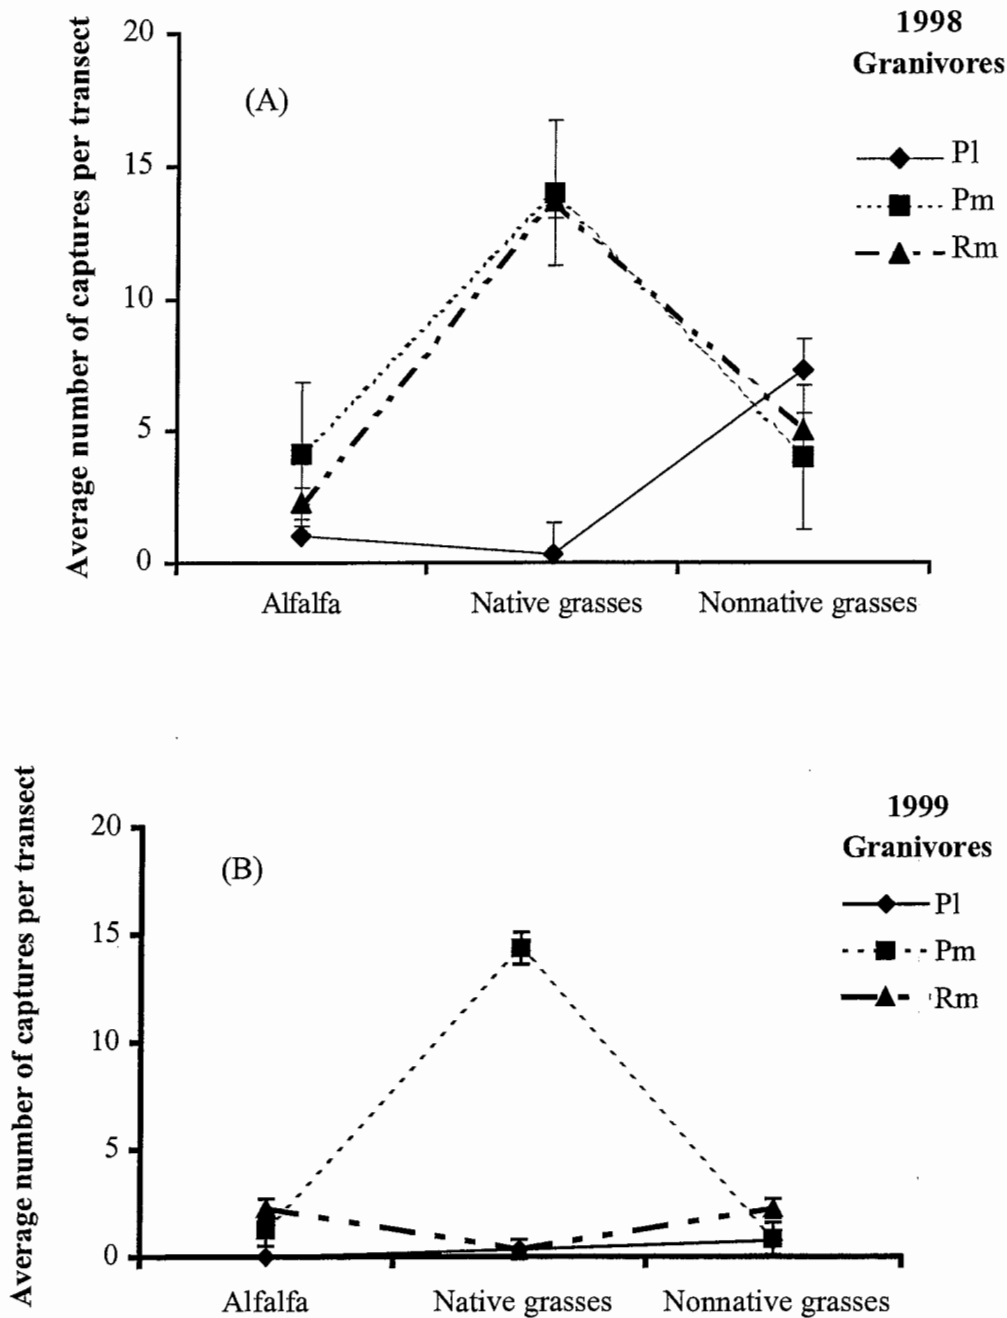 1998
Granivores
(A)
Pl
Pm
Rm
Average number of captures per transect
20
15
10
5
0
Alfalfa Native grasses Nonnative grasses
1999
Granivores
(B)
Pl
Pm
Rm
Average number of captures per transect
20
15
10
5
0
Alfalfa Native grasses Nonnative grasses